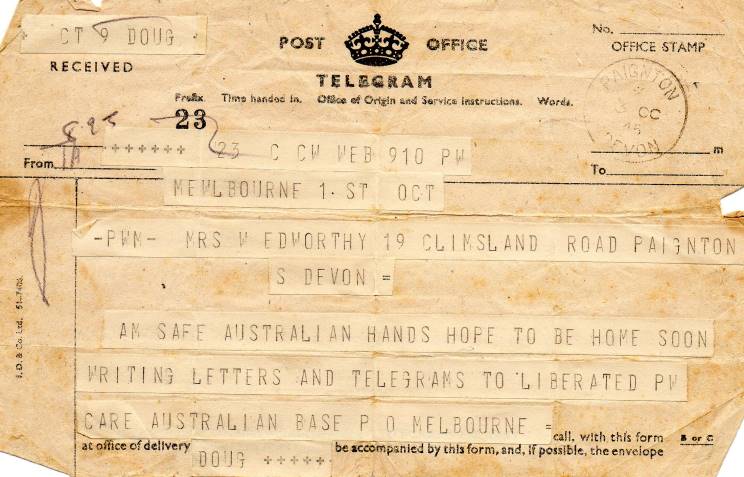 CT 9 DOUG
POST OFFICE
No.
OFFICE STAMP
RECEIVED
TELEGRAM
PAIGNTON
DEVON
Prefix. Time handed in. Office of Origin and Service Instructions. Words.
23
8 25
From
+++++++ 23 C CW WEB 910 PW
To
m
MEWLBOURNE 1.ST OCT
-PWM- MRS W EDWORTHY 19 CLIMSLAND ROAD PAIGNTON
S DEVON =
AM SAFE AUSTRALIAN HANDS HOPE TO BE HOME SOON
WRITING LETTERS AND TELEGRAMS TO LIBERATED PW
CARE AUSTRALIAN BASE P O MELBOURNE =
call, with this form B or C
at office of delivery be accompanied by this form, and, if possible, the envelope
DOUG +++++